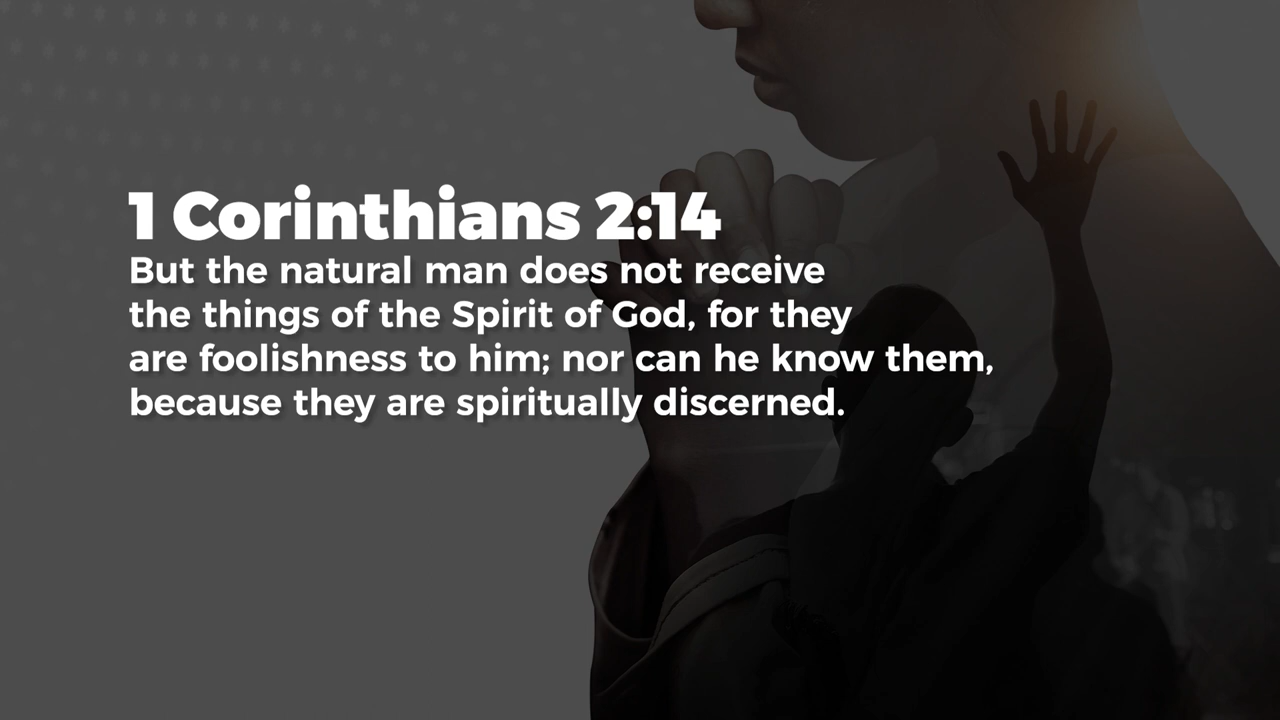 1 Corinthians 2:14
But the natural man does not receive
the things of the Spirit of God, for they
are foolishness to him; nor can he know them,
because they are spiritually discerned.